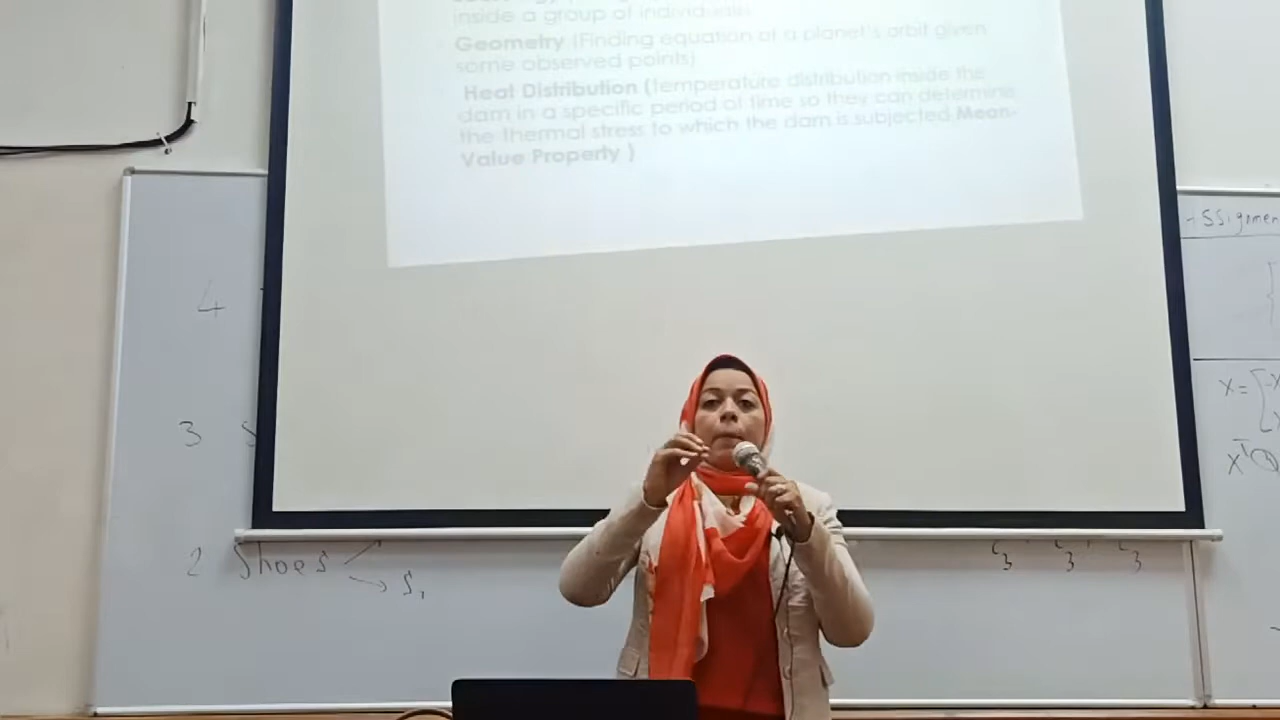 inside a group of individuals
Geometry (Finding equation of a planet's orbit given
some observed points)
Heat Distribution (temperature distribution inside the
dam in a specific period of time so they can determine
the thermal stress to which the dam is subjected Mean-
Value Property )
4
3
2 Shoes
S,
ssignmen
X=